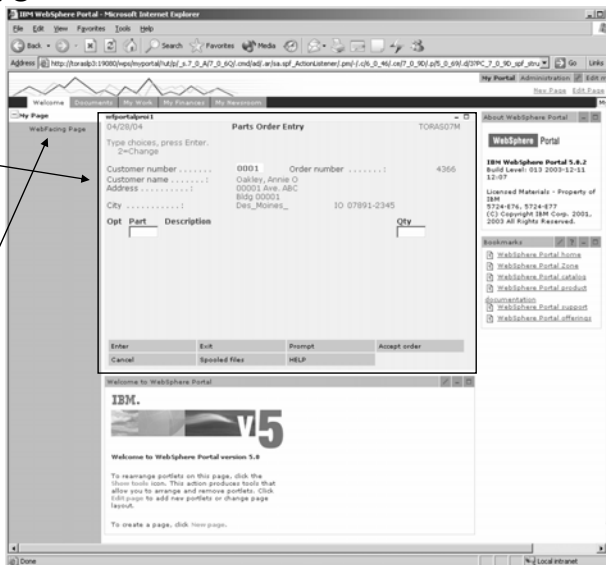 IBM WebSphere Portal - Microsoft Internet Explorer
File Edit View Favorites Tools Help
Back Search Favorites Media
Address http://toraslp3:19080/wps/myportal/!ut/p/ Go Links
My Portal Administration Edit
New Page Edit Page
Welcome Documents My Work My Finances My Newsroom
My Page
WebFacing Page
wfportalproj1
04/28/04 Parts Order Entry TORAS07M
Type choices, press Enter.
2=Change
Customer number . . . . . . . 0001 Order number . . . . . . . : 4366
Customer name . . . . . . . : Oakley, Annie O
Address . . . . . . . . . . : 00001 Ave. ABC
Bldg 00001
City . . . . . . . . . . . : Des_Moines_ IO 07891-2345
Opt Part Description Qty
Enter Exit Prompt Accept order
Cancel Spooled files HELP
About WebSphere Portal
WebSphere Portal
IBM WebSphere Portal 5.0.2
Build Level: 013 2003-12-11
12:07
Licensed Materials - Property of
IBM
5724-E76, 5724-E77
(C) Copyright IBM Corp. 2001,
2003 All Rights Reserved.
Bookmarks
WebSphere Portal home
WebSphere Portal Zone
WebSphere Portal catalog
WebSphere Portal product
documentation
WebSphere Portal support
WebSphere Portal offerings
Welcome to WebSphere Portal
IBM.
v5
Welcome to WebSphere Portal version 5.0
To rearrange portlets on this page, click the
Show tools icon. This action produces tools that
allow you to arrange and remove portlets. Click
Edit page to add new portlets or change page
layout.
To create a page, click New page.
Done Local intranet